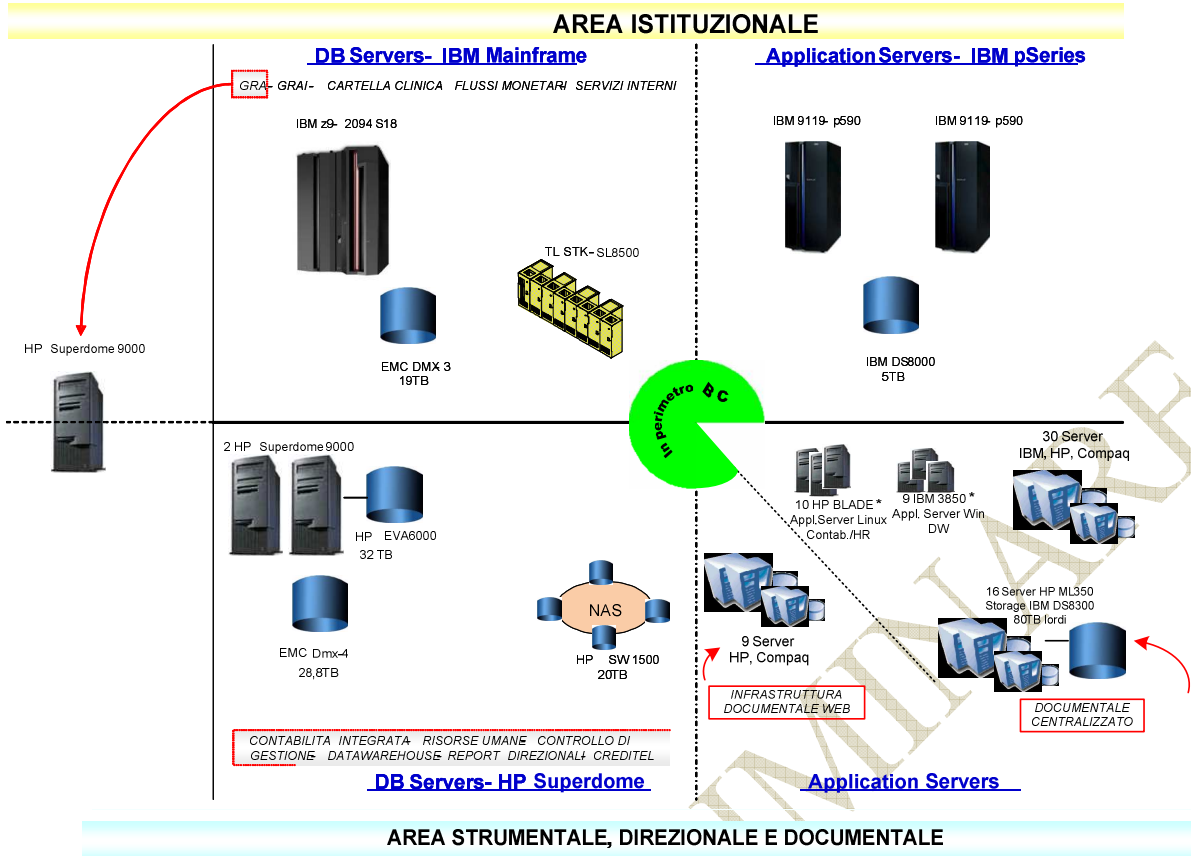 AREA ISTITUZIONALE
DB Servers- IBM Mainframe
Application Servers- IBM pSeries
GRA- GRAI- CARTELLA CLINICA FLUSSI MONETARI- SERVIZI INTERNI
IBM z9- 2094 S18
IBM 9119- p590
IBM 9119- p590
TL STK- SL8500
HP Superdome 9000
EMC DMX-3
19TB
IBM DS8000
5TB
In perimetro BC
2 HP Superdome 9000
HP EVA6000
32 TB
EMC Dmx-4
28,8TB
NAS
HP SW 1500
20TB
10 HP BLADE *
Appl,Server Linux
Contab./HR
9 IBM 3850 *
Appl. Server Win
DW
30 Server
IBM, HP, Compaq
9 Server
HP, Compaq
16 Server HP ML350
Storage IBM DS8300
80TB lordi
INFRASTRUTTURA
DOCUMENTALE WEB
DOCUMENTALE
CENTRALIZZATO
CONTABILITA INTEGRATA- RISORSE UMANE- CONTROLLO DI
GESTIONE- DATAWAREHOUSE- REPORT DIREZIONALI- CREDITEL
DB Servers- HP Superdome
Application Servers
AREA STRUMENTALE, DIREZIONALE E DOCUMENTALE
IMINARE